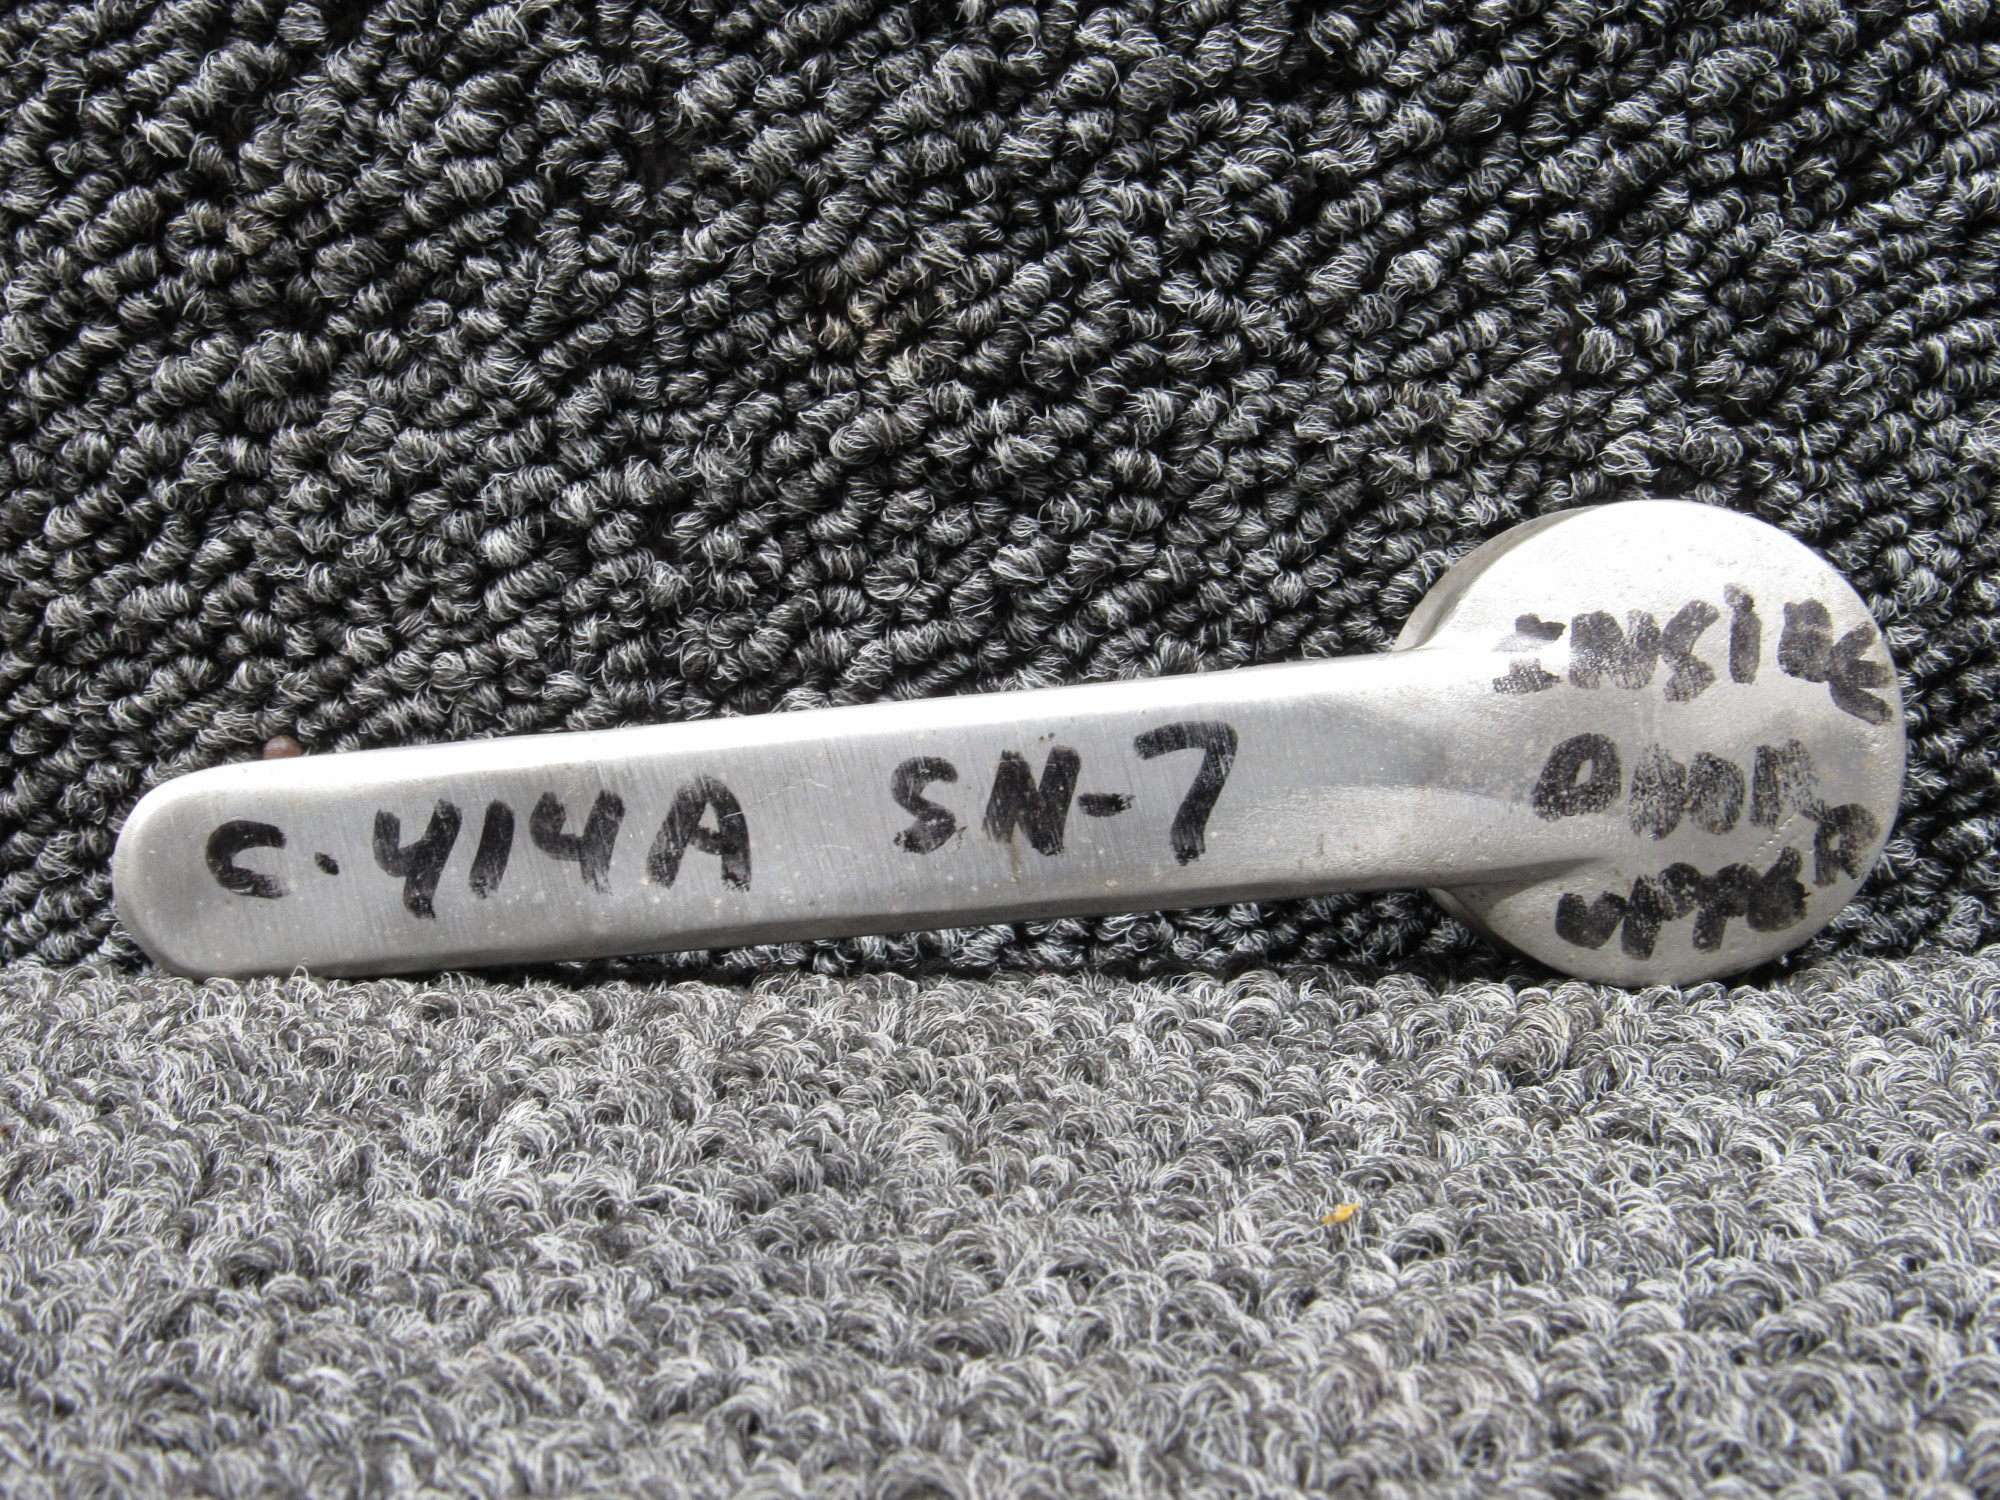 C-414A SN-7
INSIDE
DOOR
UPPER